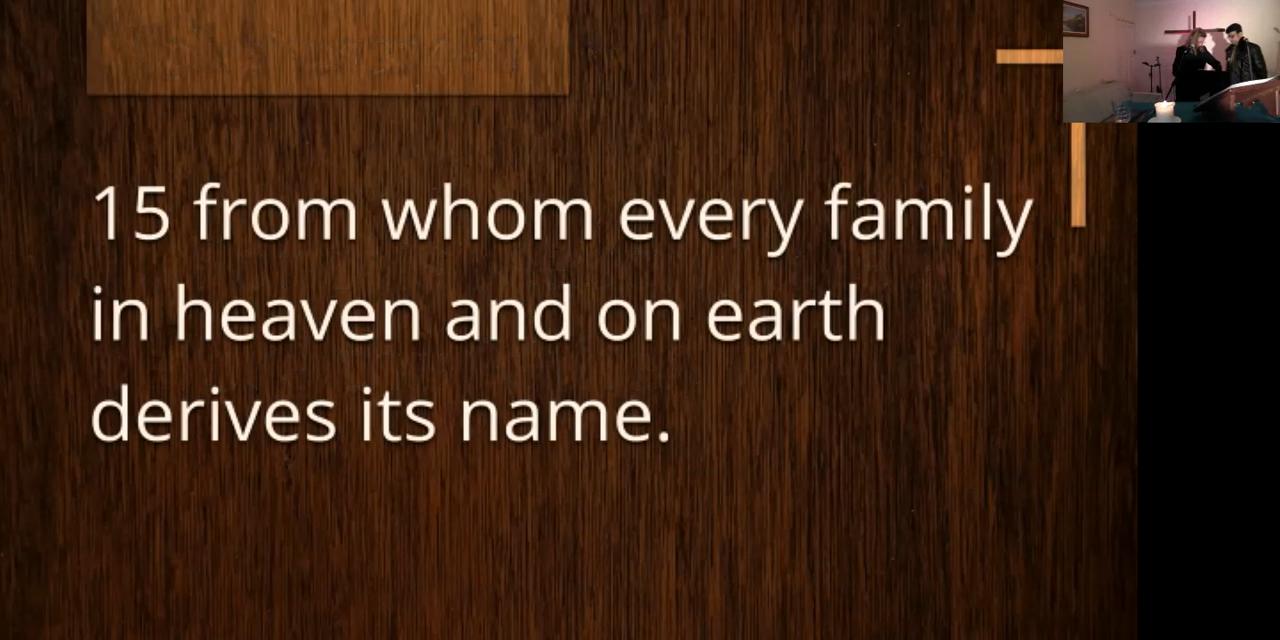 15 from whom every family
in heaven and on earth
derives its name.